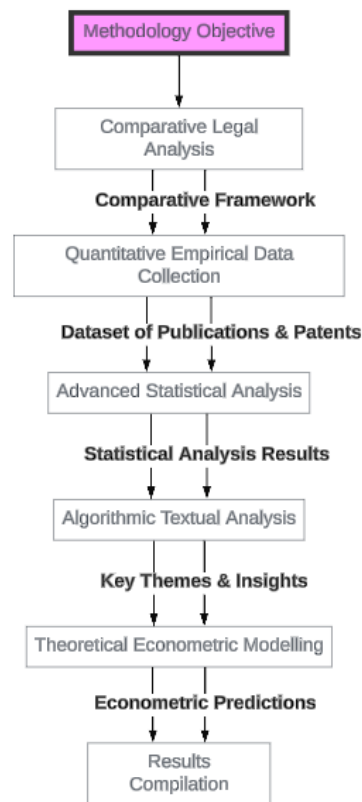 Methodology Objective
Comparative Legal
Analysis
Comparative Framework
Quantitative Empirical Data
Collection
Dataset of Publications & Patents
Advanced Statistical Analysis
Statistical Analysis Results
Algorithmic Textual Analysis
Key Themes & Insights
Theoretical Econometric Modelling
Econometric Predictions
Results
Compilation